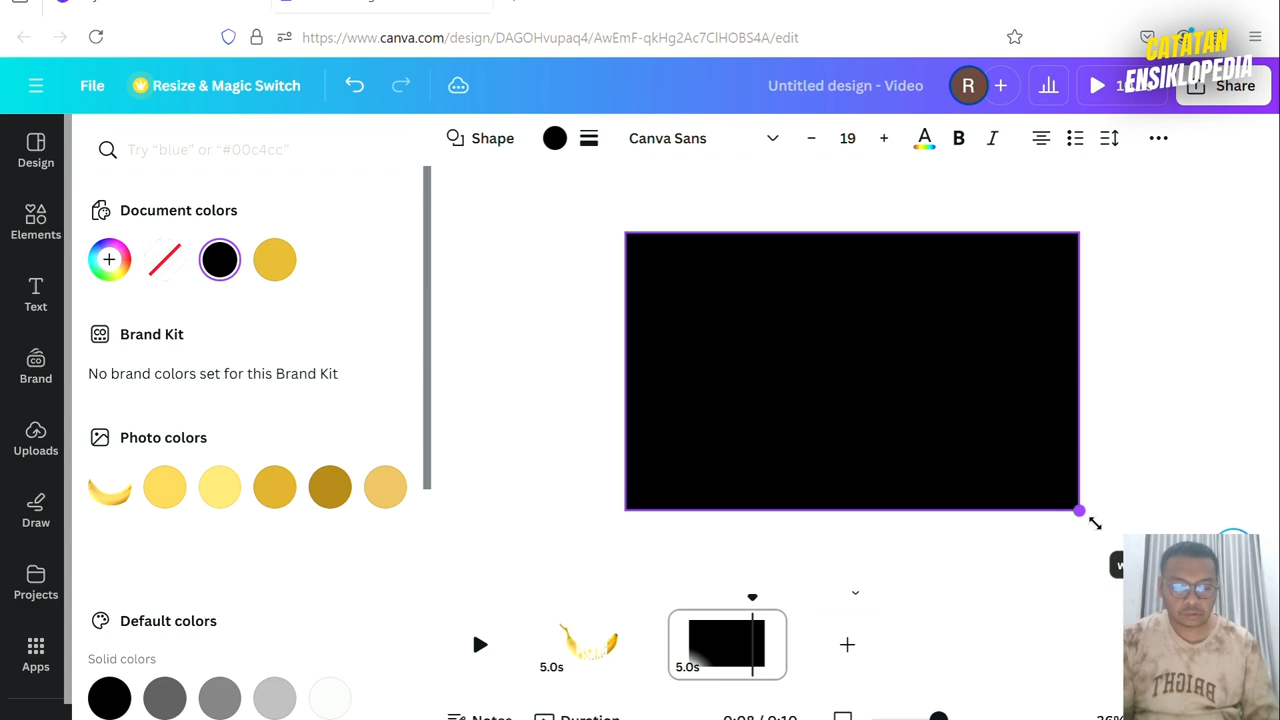 https://www.canva.com/design/DAGOHvupaq4/AwEmF-qkHg2Ac7ClHOBS4A/edit
CATATAN
ENSIKLOPEDIA
File
Resize & Magic Switch
Untitled design - Video
R
Share
Design
Elements
Text
Brand
Uploads
Draw
Projects
Apps
Try “blue” or “#00c4cc”
Document colors
Brand Kit
No brand colors set for this Brand Kit
Photo colors
Default colors
Solid colors
Shape
Canva Sans
19
A
B
I
5.0s
5.0s
Notes
Duration
BRIGHT